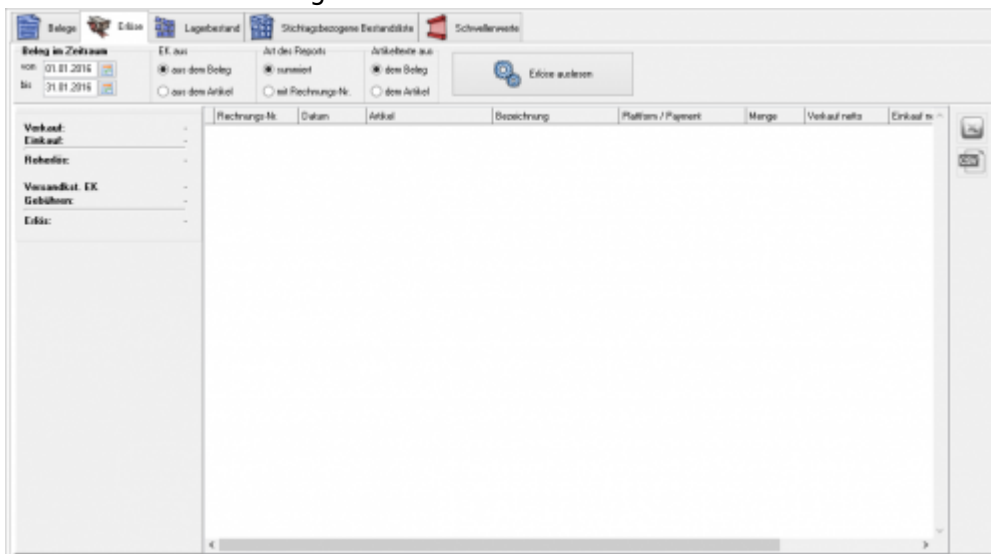 Belege Erlöse Lagerbestand Stichtagsbezogene Bestandsliste Schwellenwerte
Beleg im Zeitraum EK aus Art des Reports Artikeltexte aus
von 01.01.2016 aus dem Beleg summiert dem Beleg Erlöse auslesen
bis 31.01.2016 aus dem Artikel mit Rechnungs-Nr. dem Artikel
Rechnungs-Nr. Datum Artikel Bezeichnung Plattform / Payment Menge Verkauf netto Einkauf
Verkauf: -
Einkauf: -
Roherlös: -
Versandkst. EK -
Gebühren: -
Erlös: -